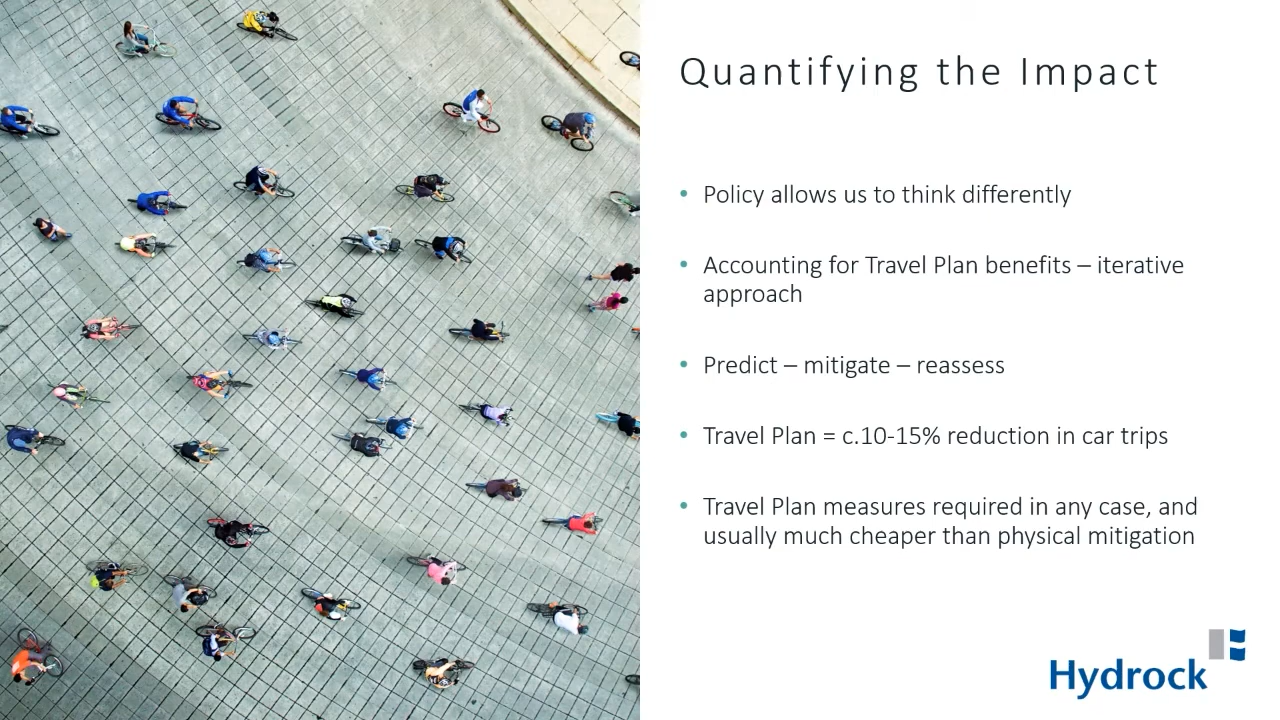 Quantifying the Impact
• Policy allows us to think differently
• Accounting for Travel Plan benefits – iterative
approach
• Predict – mitigate – reassess
• Travel Plan = c.10-15% reduction in car trips
• Travel Plan measures required in any case, and
usually much cheaper than physical mitigation
Hydrock